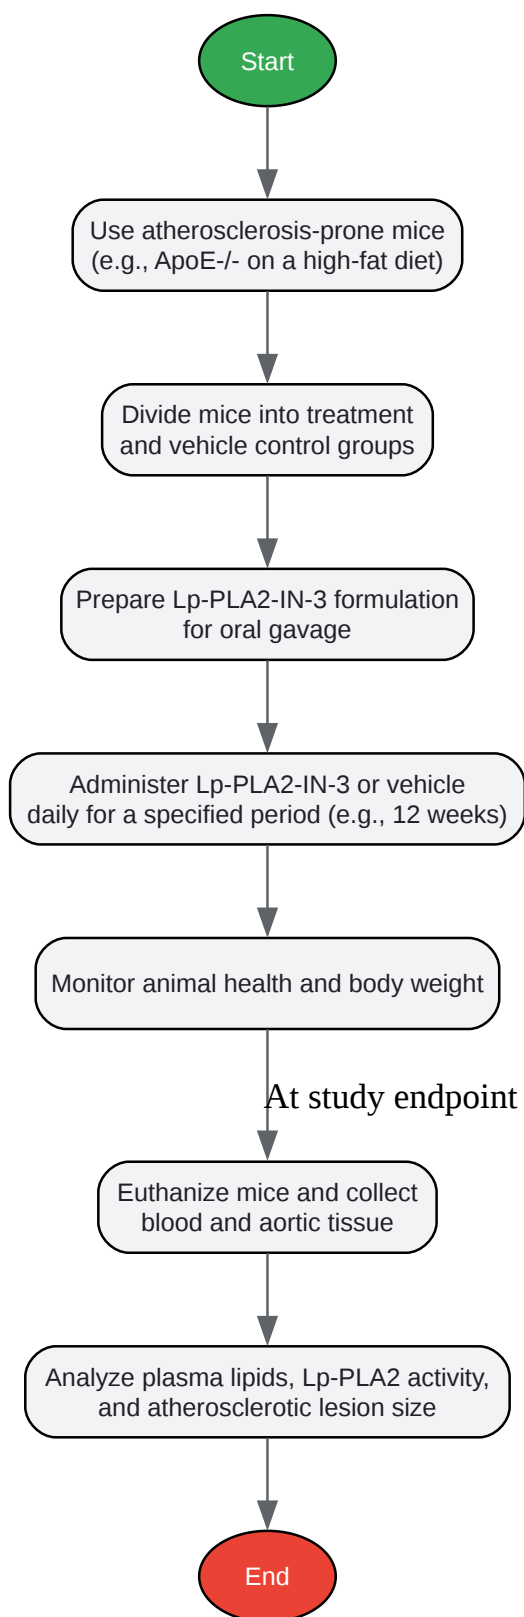 Start
Use atherosclerosis-prone mice
(e.g., ApoE-/- on a high-fat diet)
Divide mice into treatment
and vehicle control groups
Prepare Lp-PLA2-IN-3 formulation
for oral gavage
Administer Lp-PLA2-IN-3 or vehicle
daily for a specified period (e.g., 12 weeks)
Monitor animal health and body weight
At study endpoint
Euthanize mice and collect
blood and aortic tissue
Analyze plasma lipids, Lp-PLA2 activity,
and atherosclerotic lesion size
End